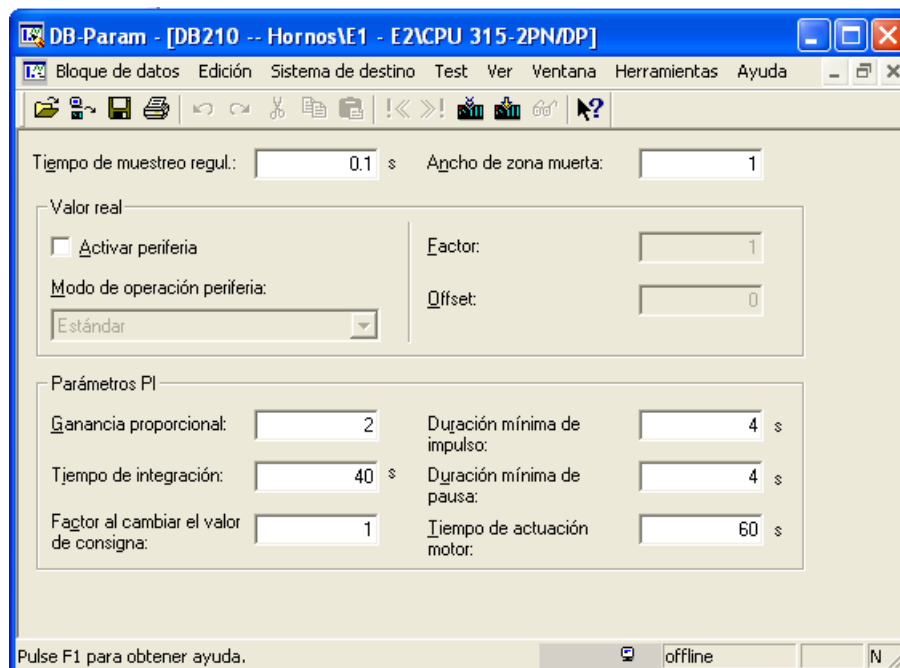 DB-Param - [DB210 -- Hornos\E1 - E2\CPU 315-2PN/DP]
Bloque de datos Edición Sistema de destino Test Ver Ventana Herramientas Ayuda
Tiempo de muestreo regul.: 0.1 s Ancho de zona muerta: 1
Valor real
Activar periferia Factor: 1
Modo de operación periferia:
Offset: 0
Estándar
Parámetros PI
Ganancia proporcional: 2 Duración mínima de impulso: 4 s
Tiempo de integración: 40 s Duración mínima de pausa: 4 s
Factor al cambiar el valor de consigna: 1 Tiempo de actuación motor: 60 s
Pulse F1 para obtener ayuda. offline N